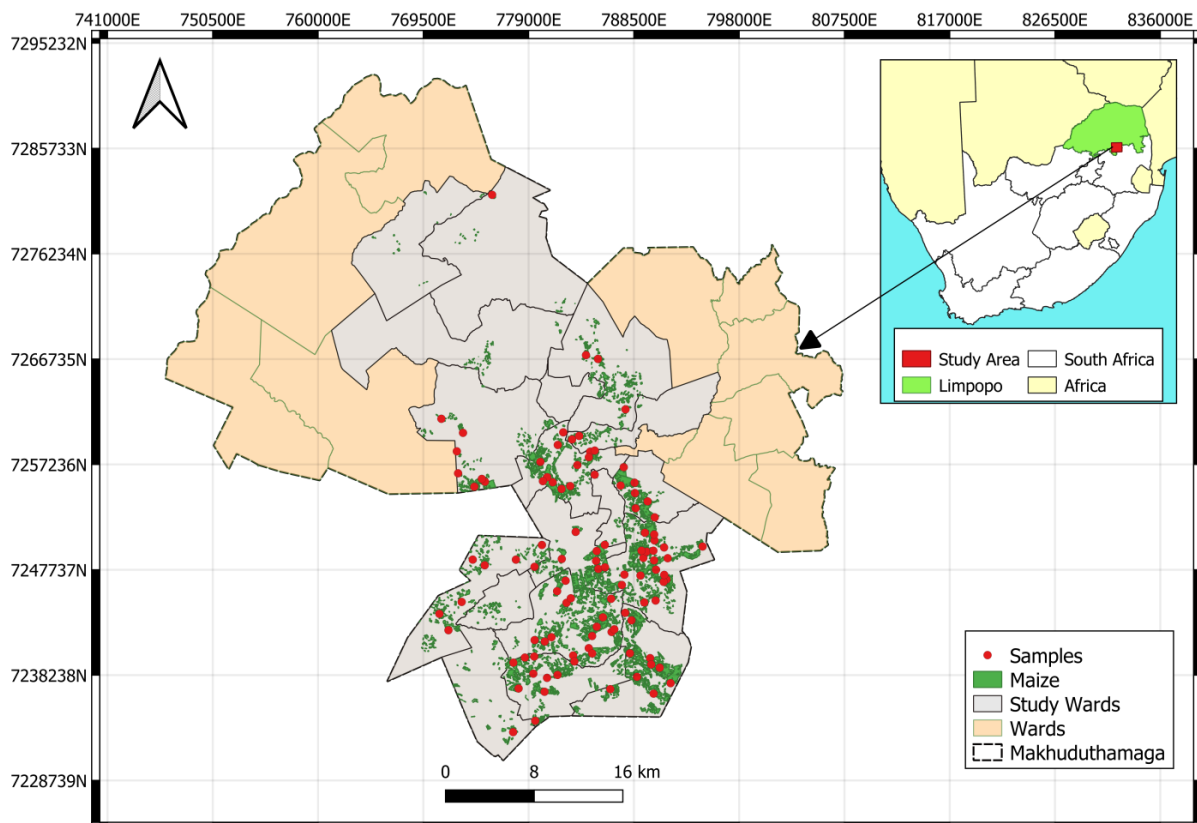 741000E 750500E 760000E 769500E 779000E 788500E 798000E 807500E 817000E 826500E 836000E
7295232N
7285733N
7276234N
7266735N
7257236N
7247737N
7238238N
7228739N
Study Area
South Africa
Limpopo
Africa
Samples
Maize
Study Wards
Wards
Makhuduthamaga
0 8 16 km